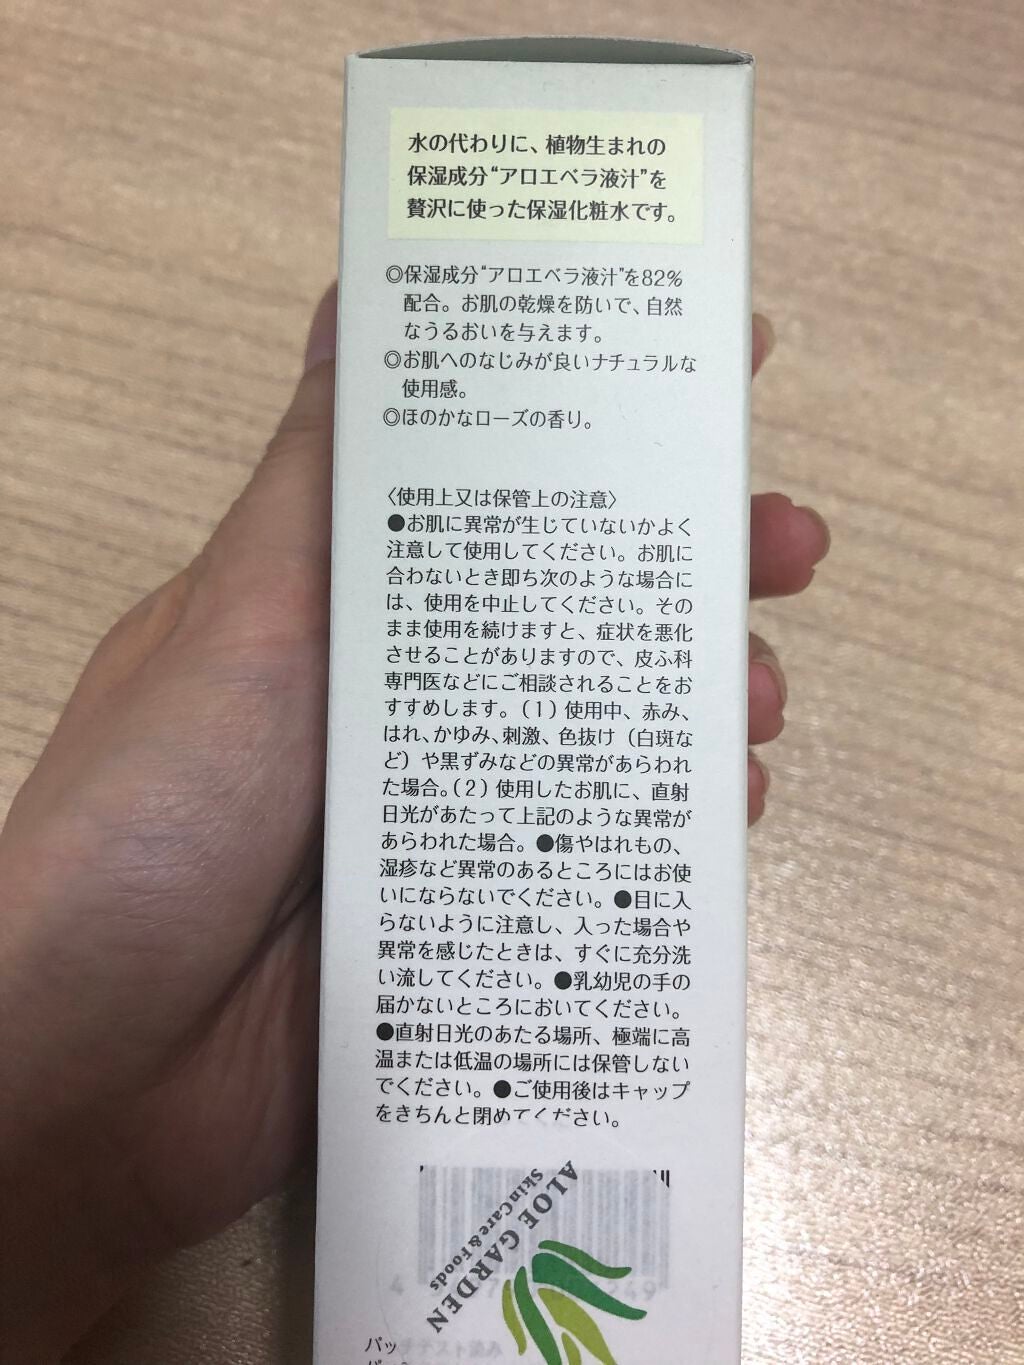 水の代わりに、植物生まれの
保湿成分“アロエベラ液汁”を
贅沢に使った保湿化粧水です。
◎保湿成分“アロエベラ液汁”を82%
配合。お肌の乾燥を防いで、自然
なうるおいを与えます。
◎お肌へのなじみが良いナチュラルな
使用感。
◎ほのかなローズの香り。
〈使用上又は保管上の注意〉
●お肌に異常が生じていないかよく
注意して使用してください。お肌に
合わないとき即ち次のような場合に
は、使用を中止してください。その
まま使用を続けますと、症状を悪化
させることがありますので、皮ふ科
専門医などにご相談されることをお
すすめします。(1)使用中、赤み、
はれ、かゆみ、刺激、色抜け（白斑な
ど）や黒ずみなどの異常があらわれ
た場合。(2)使用したお肌に、直射
日光があたって上記のような異常が
あらわれた場合。●傷やはれもの、
湿疹など異常のあるところにはお使
いにならないでください。●目に入
らないように注意し、入った場合や
異常を感じたときは、すぐに充分洗
い流してください。●乳幼児の手の
届かないところにおいてください。
●直射日光のあたる場所、極端に高
温または低温の場所には保管しない
でください。●ご使用後はキャップ
をきちんと閉めてください。
ALOE GARDEN
SkinCare&Foods
パッチテスト済み